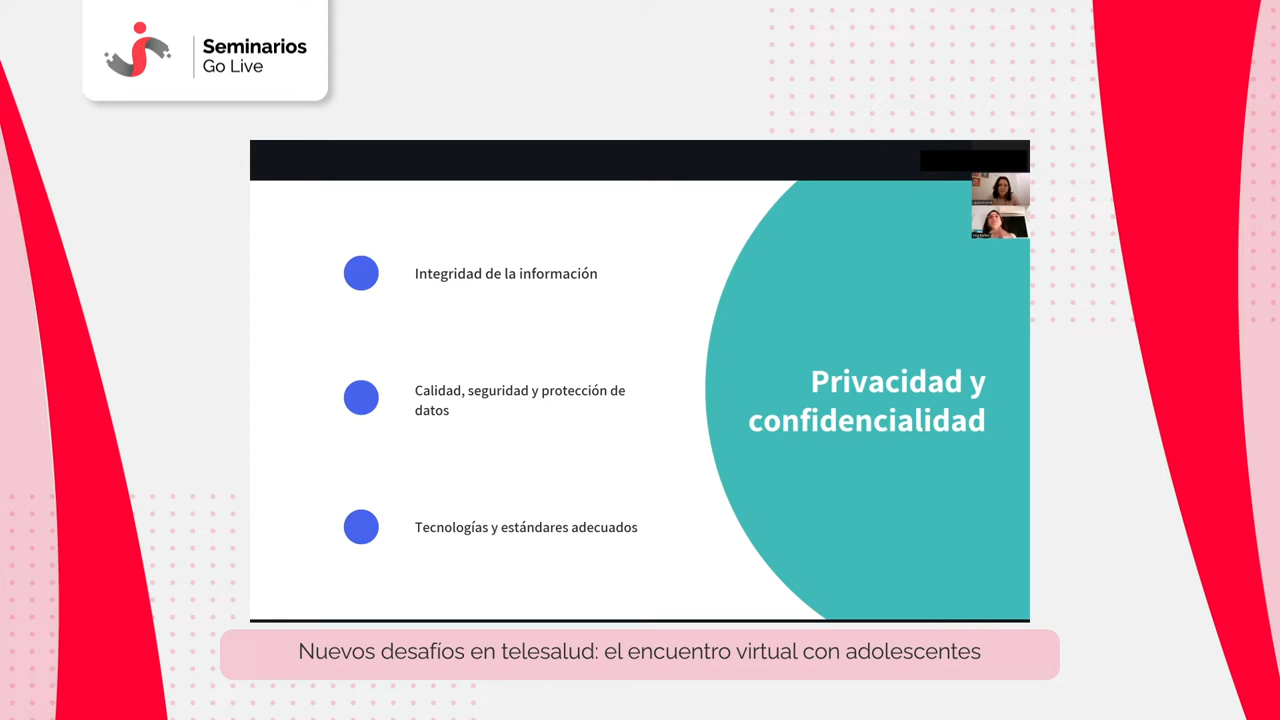 Seminarios
Go Live
Integridad de la información
Calidad, seguridad y protección de
datos
Tecnologías y estándares adecuados
Privacidad y
confidencialidad
Nuevos desafíos en telesalud: el encuentro virtual con adolescentes